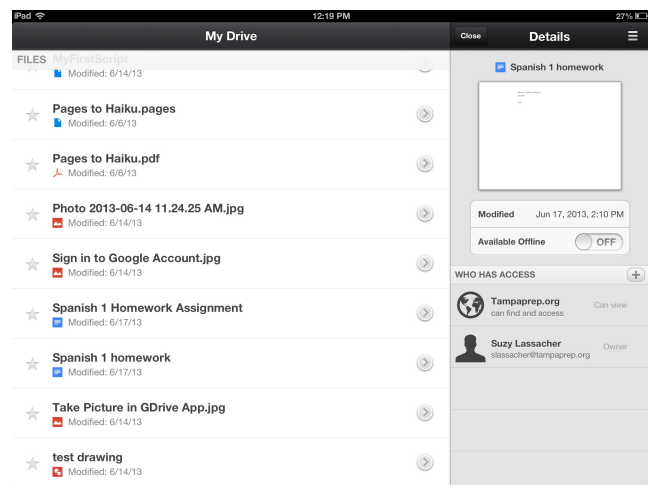 iPad 12:19 PM 27%
My Drive
Close Details
FILES MyFirstScript
Modified: 6/14/13
Pages to Haiku.pages
Modified: 6/6/13
Pages to Haiku.pdf
Modified: 6/6/13
Photo 2013-06-14 11.24.25 AM.jpg
Modified: 6/14/13
Sign in to Google Account.jpg
Modified: 6/14/13
Spanish 1 Homework Assignment
Modified: 6/17/13
Spanish 1 homework
Modified: 6/17/13
Take Picture in GDrive App.jpg
Modified: 6/14/13
test drawing
Modified: 6/14/13
Spanish 1 homework
Modified Jun 17, 2013, 2:10 PM
Available Offline OFF
WHO HAS ACCESS +
Tampaprep.org Can view
can find and access
Suzy Lassacher Owner
slassacher@tampaprep.org